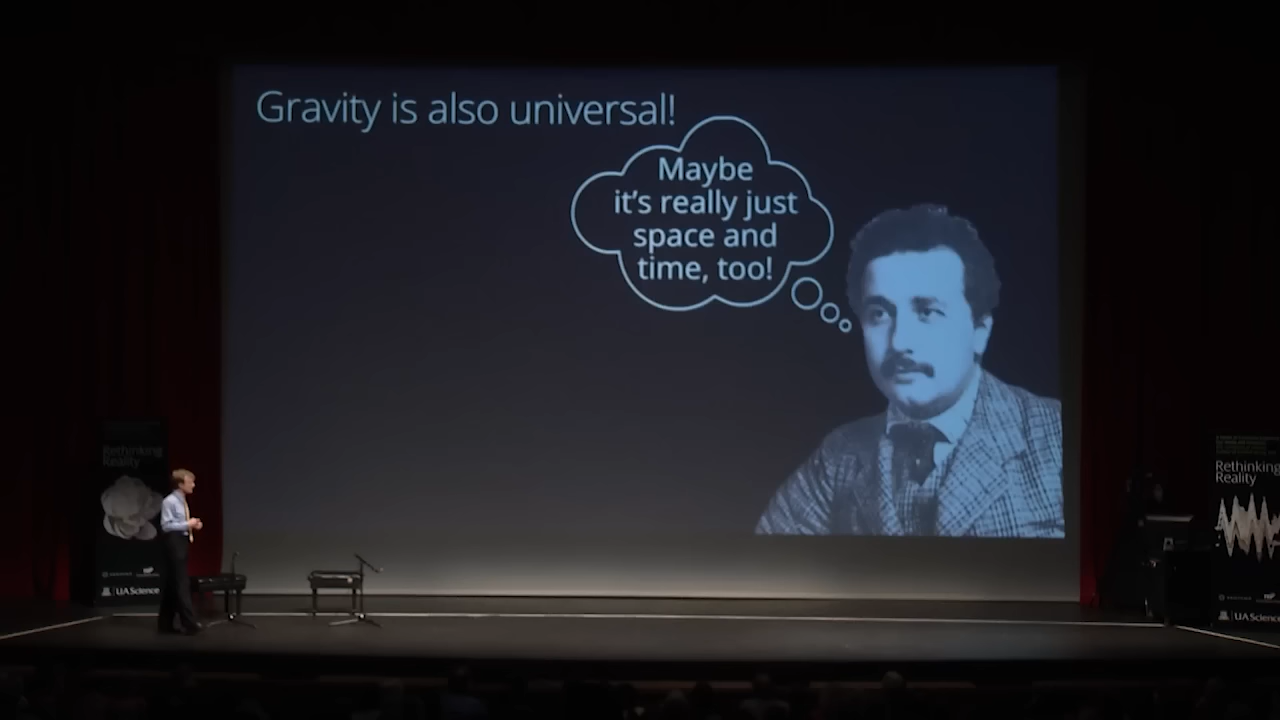 Gravity is also universal!
Maybe
it's really just
space and
time, too!
Rethinking
Reality
UA Science
Rethinking
Reality
UA Science